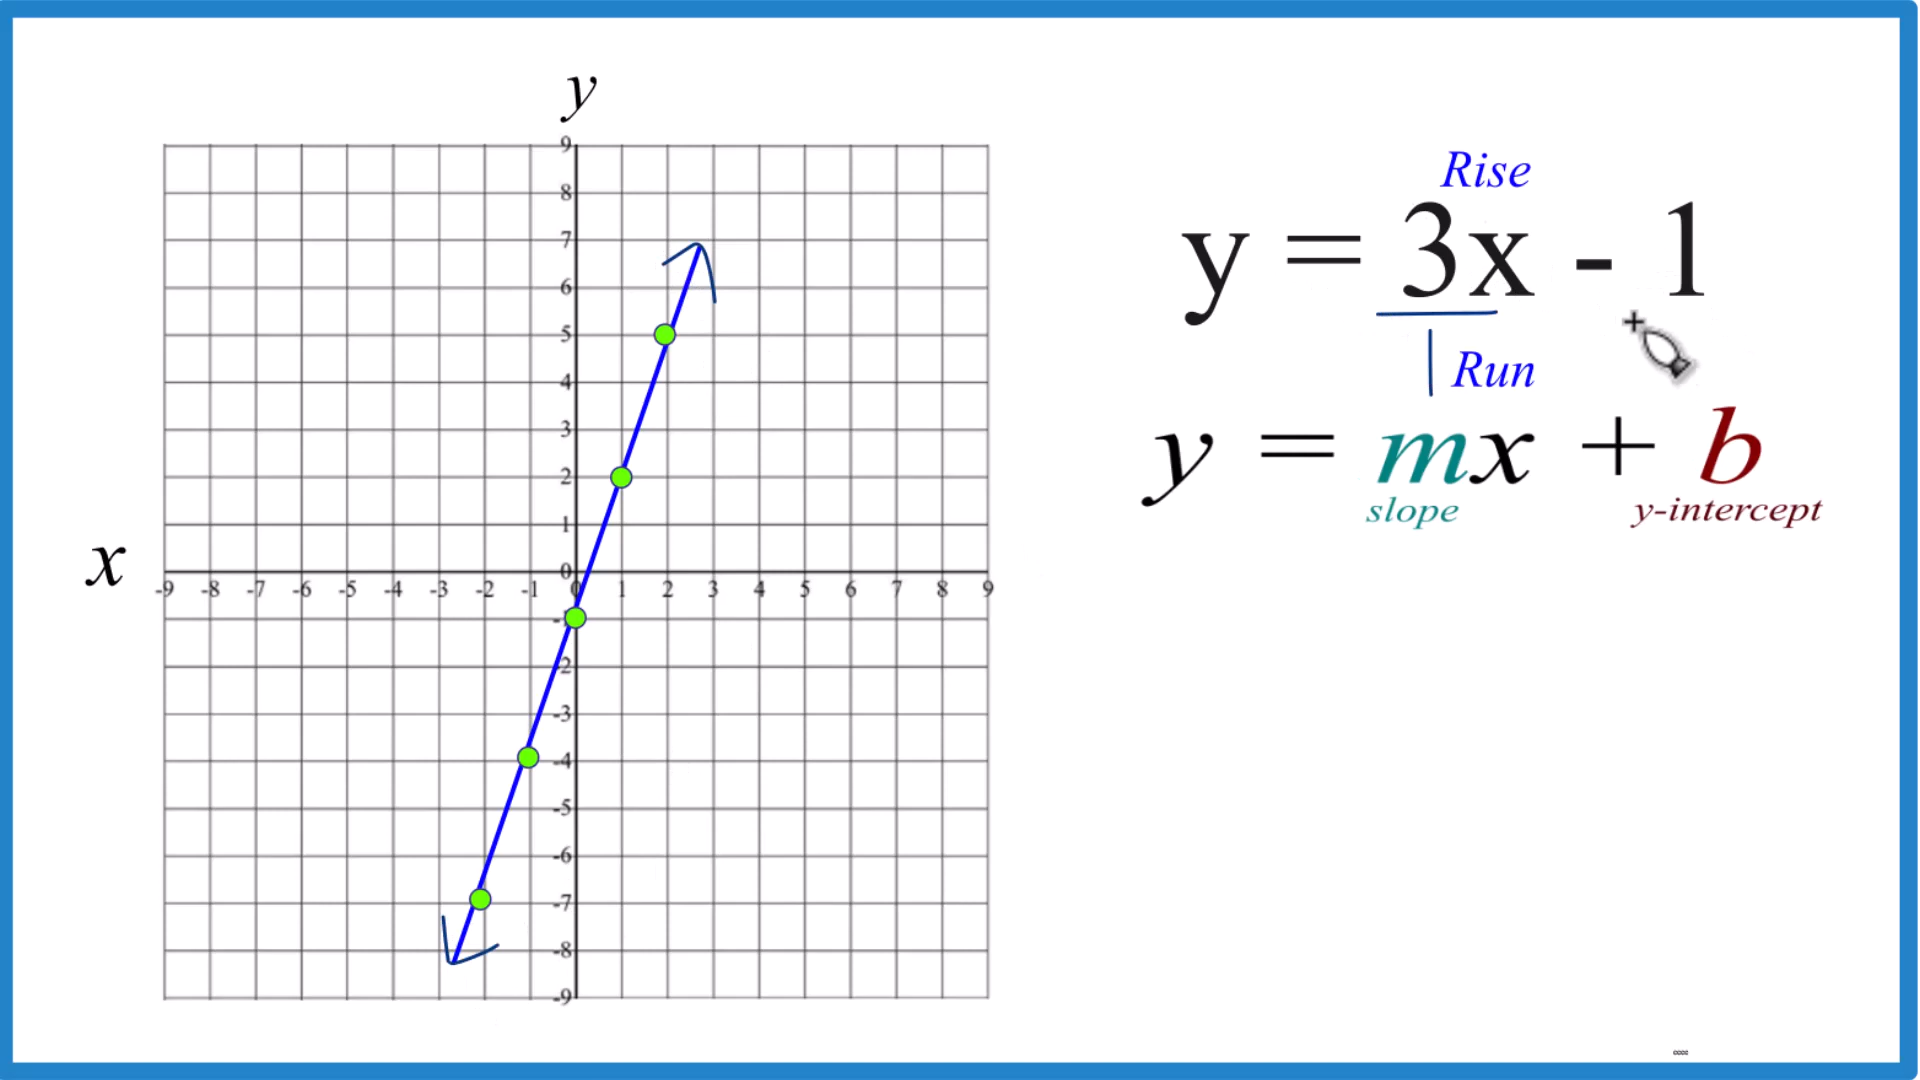 y
9
8
7
6
5
4
3
2
1
0
x
-9 -8 -7 -6 -5 -4 -3 -2 -1 0 1 2 3 4 5 6 7 8 9
-1
-2
-3
-4
-5
-6
-7
-8
-9
Rise
y = 3x - 1
1 Run
y = mx + b
slope y-intercept